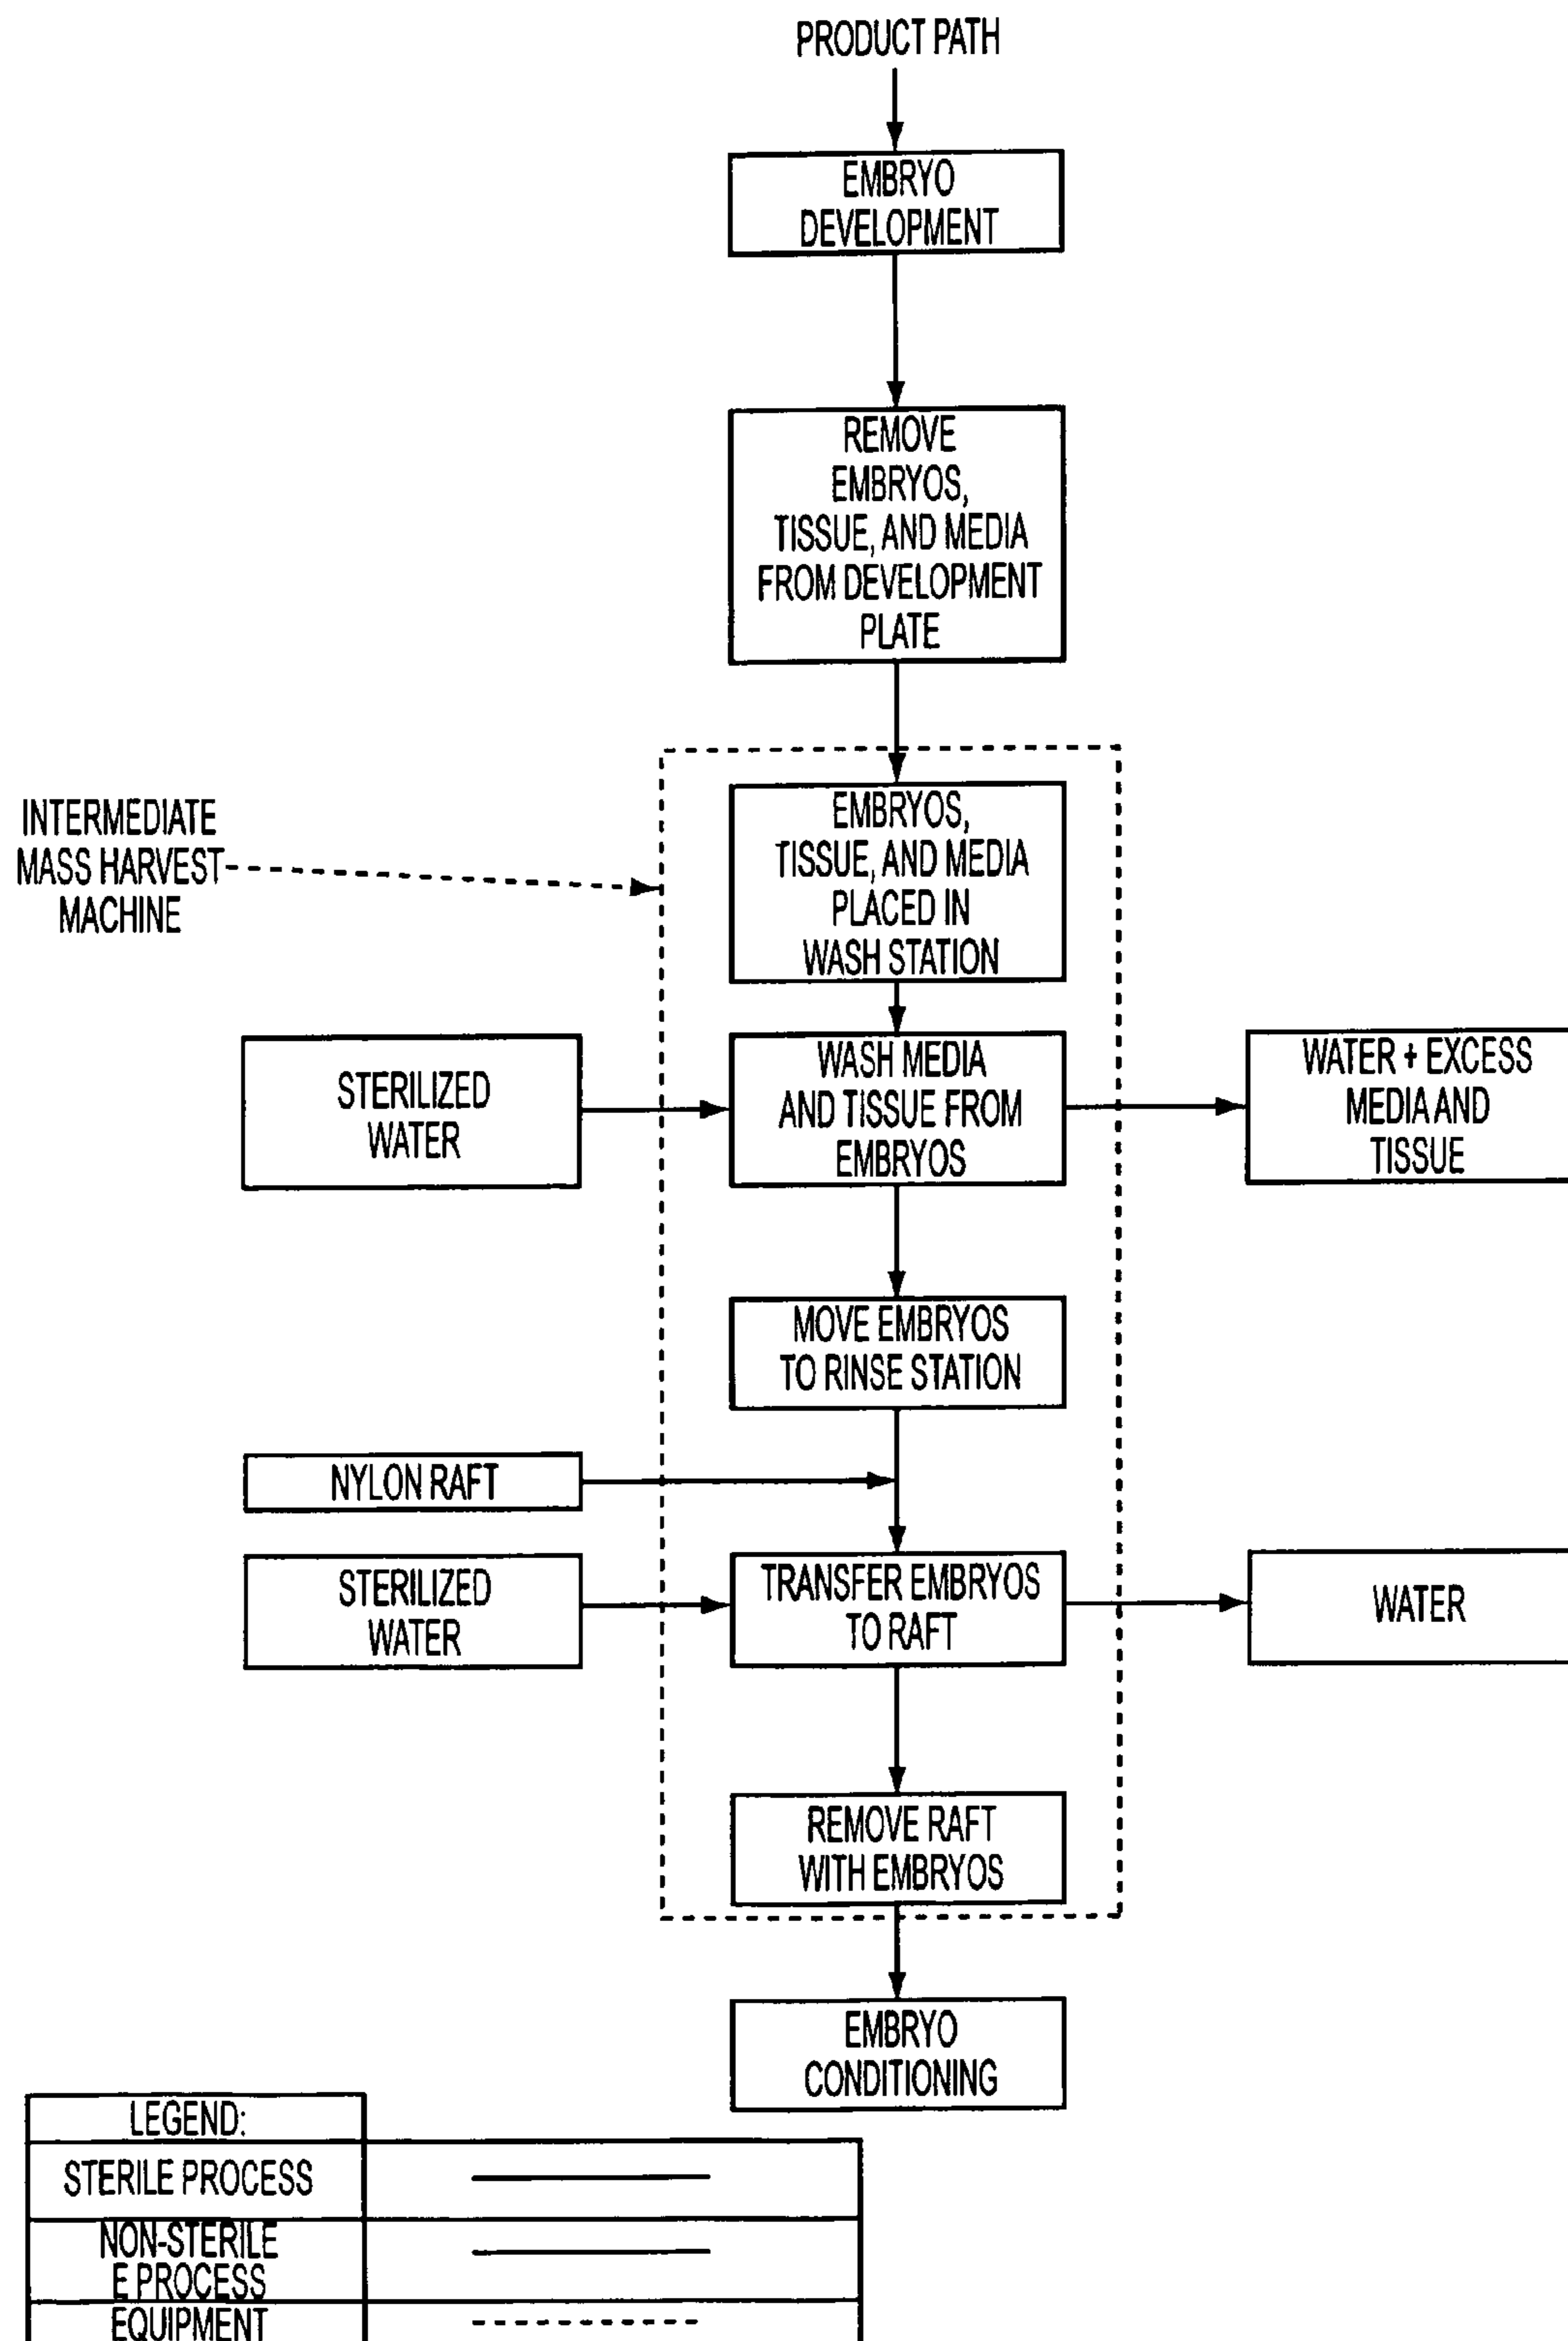 PRODUCT PATH
EMBRYO
DEVELOPMENT
REMOVE
EMBRYOS,
TISSUE, AND MEDIA
FROM DEVELOPMENT
PLATE
INTERMEDIATE
MASS HARVEST
MACHINE
EMBRYOS,
TISSUE, AND MEDIA
PLACED IN
WASH STATION
STERILIZED
WATER
WASH MEDIA
AND TISSUE FROM
EMBRYOS
WATER + EXCESS
MEDIA AND
TISSUE
MOVE EMBRYOS
TO RINSE STATION
NYLON RAFT
STERILIZED
WATER
TRANSFER EMBRYOS
TO RAFT
WATER
REMOVE RAFT
WITH EMBRYOS
EMBRYO
CONDITIONING
LEGEND:
STERILE PROCESS
NON-STERILE
E PROCESS
EQUIPMENT